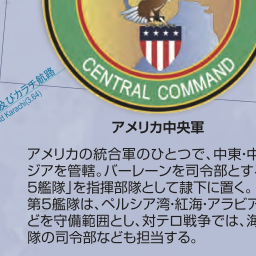 CENTRAL COMMAND
及びカラチ航路
d Karachi(3,64)
アメリカ中央軍
アメリカの統合軍のひとつで、中東・中
ジアを管轄。バーレーンを司令部とす
5艦隊」を指揮部隊として隷下に置く。
第5艦隊は、ペルシア湾・紅海・アラビア
どを守備範囲とし、対テロ戦争では、海
隊の司令部なども担当する。